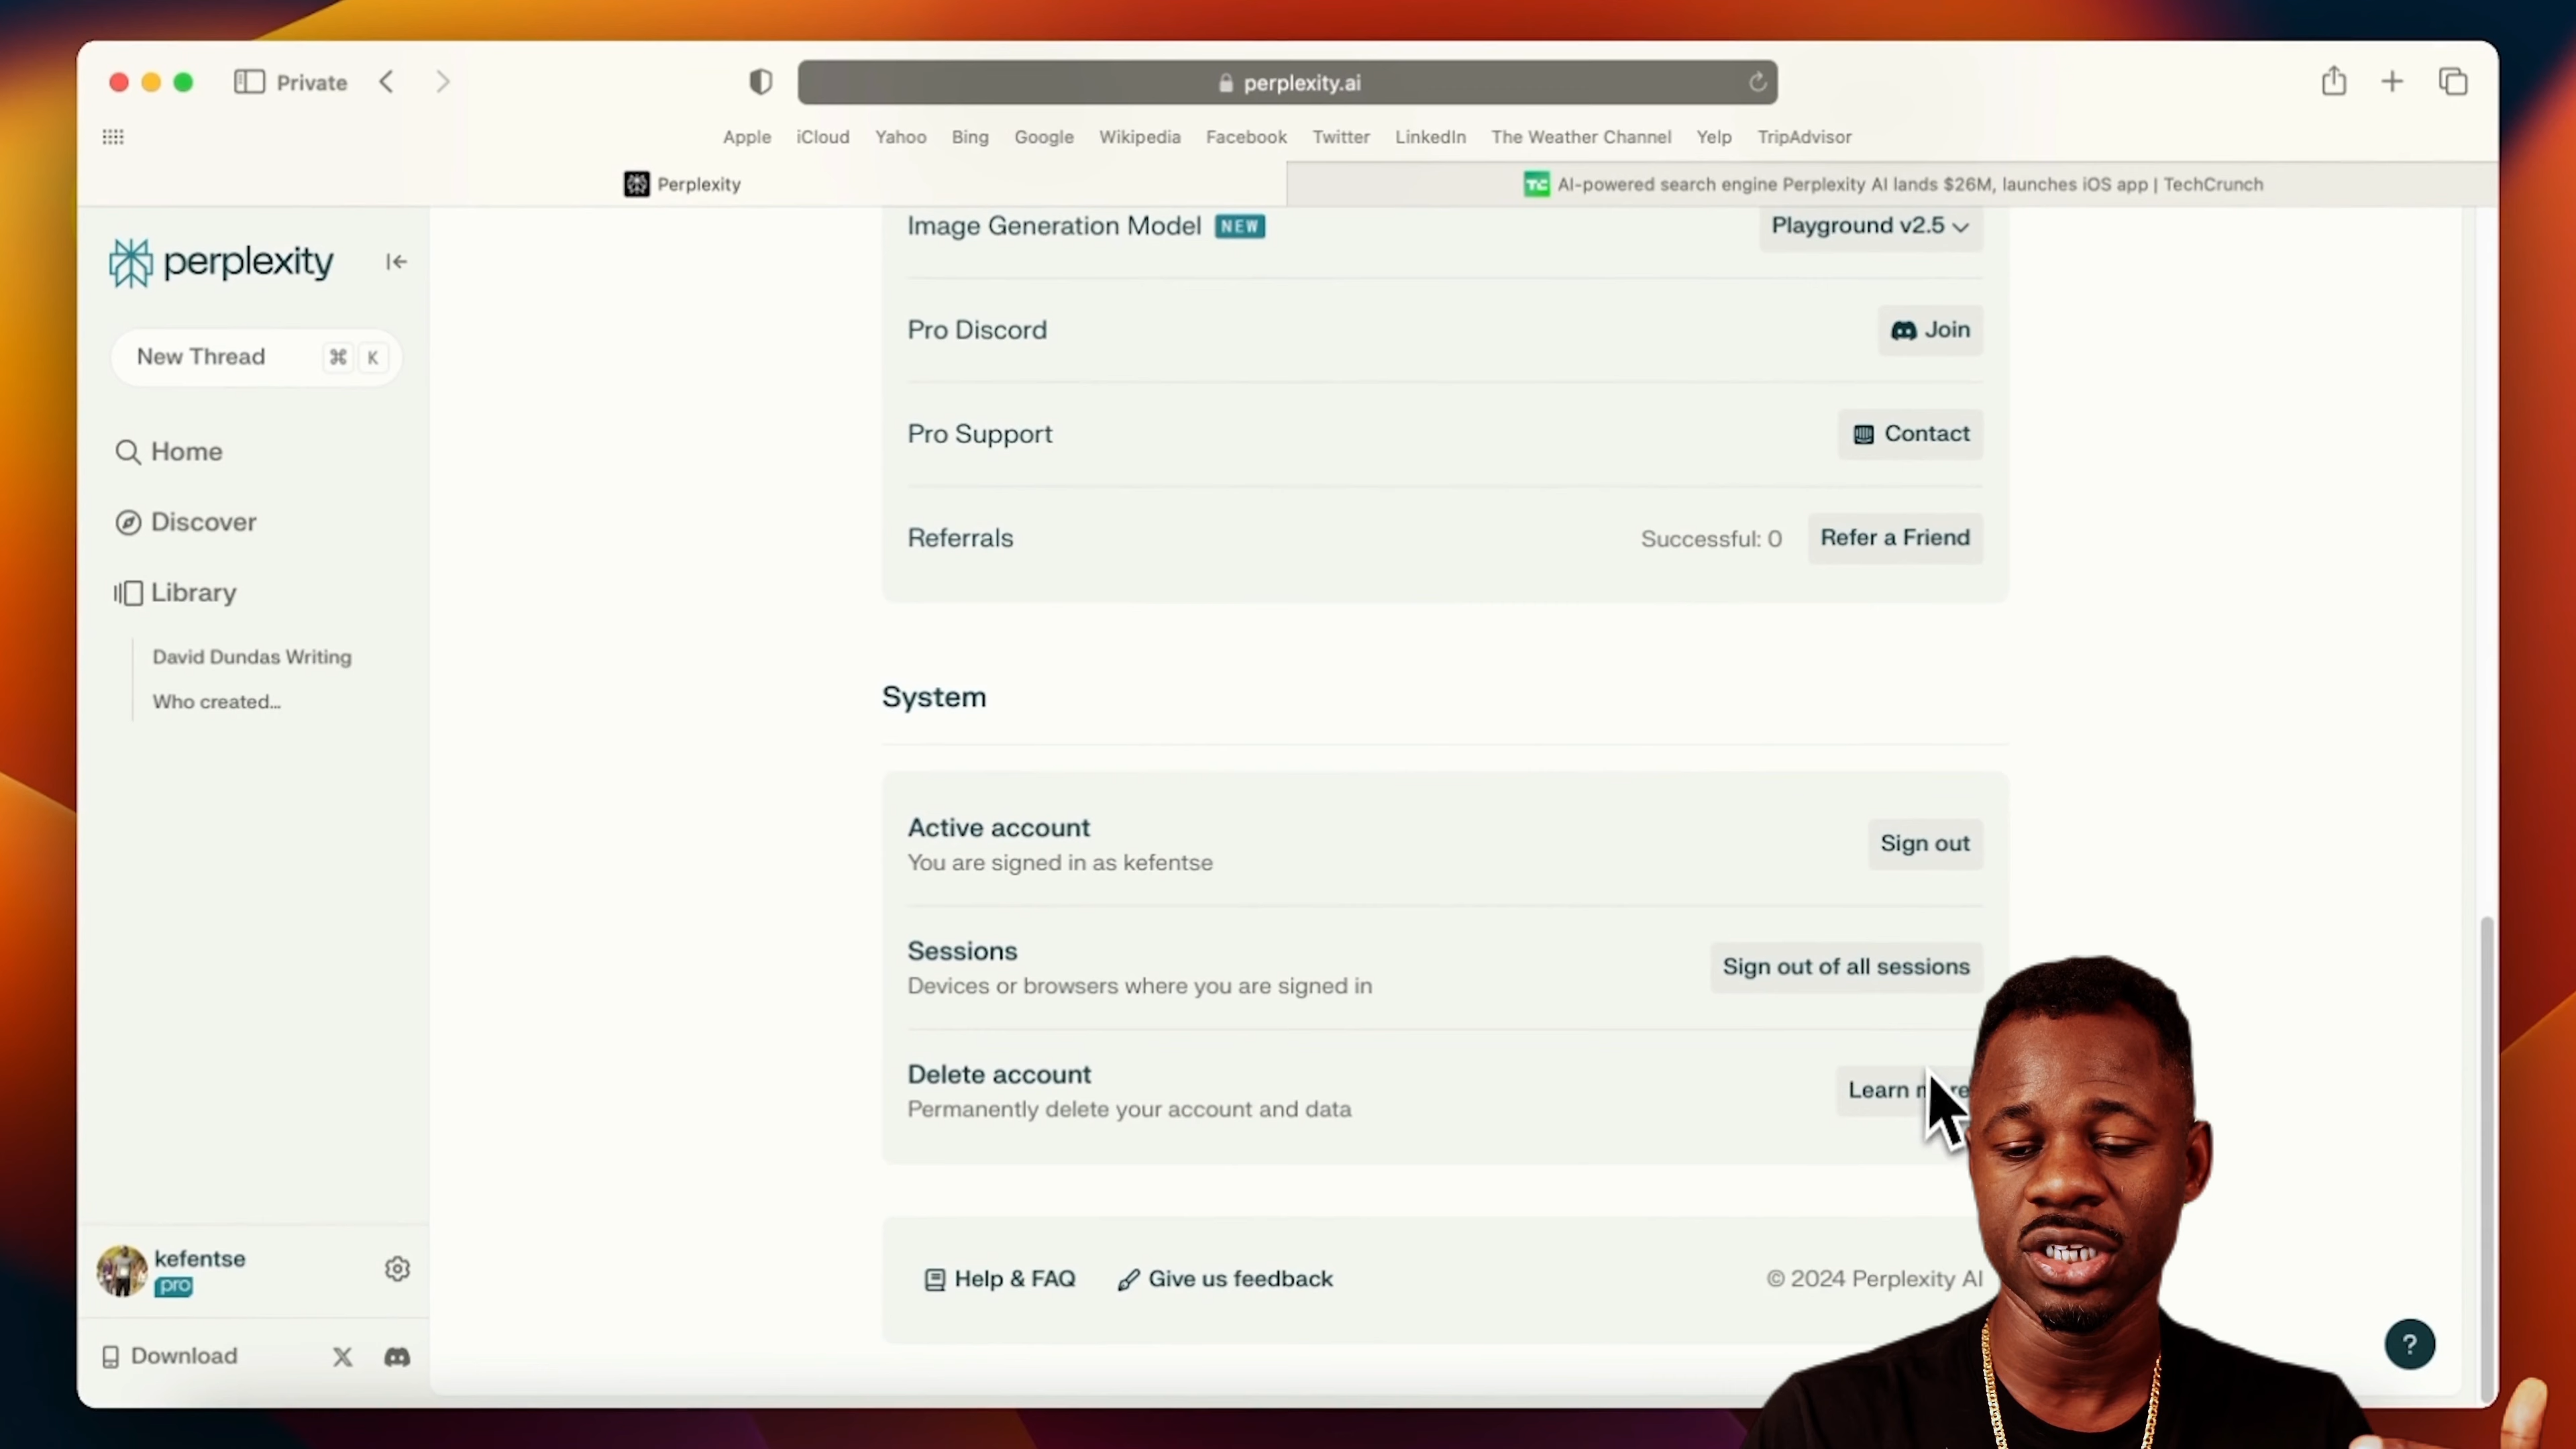 Private
perplexity.ai
Apple iCloud Yahoo Bing Google Wikipedia Facebook Twitter LinkedIn The Weather Channel Yelp TripAdvisor
Perplexity
AI-powered search engine Perplexity AI lands $26M, launches iOS app | TechCrunch
perplexity
New Thread ⌘ K
Home
Discover
Library
David Dundas Writing
Who created...
kefentse
pro
Download
Image Generation Model NEW
Playground v2.5
Pro Discord
Join
Pro Support
Contact
Referrals
Successful: 0
Refer a Friend
System
Active account
You are signed in as kefentse
Sign out
Sessions
Devices or browsers where you are signed in
Sign out of all sessions
Delete account
Permanently delete your account and data
Learn
Help & FAQ
Give us feedback
© 2024 Perplexity AI
?